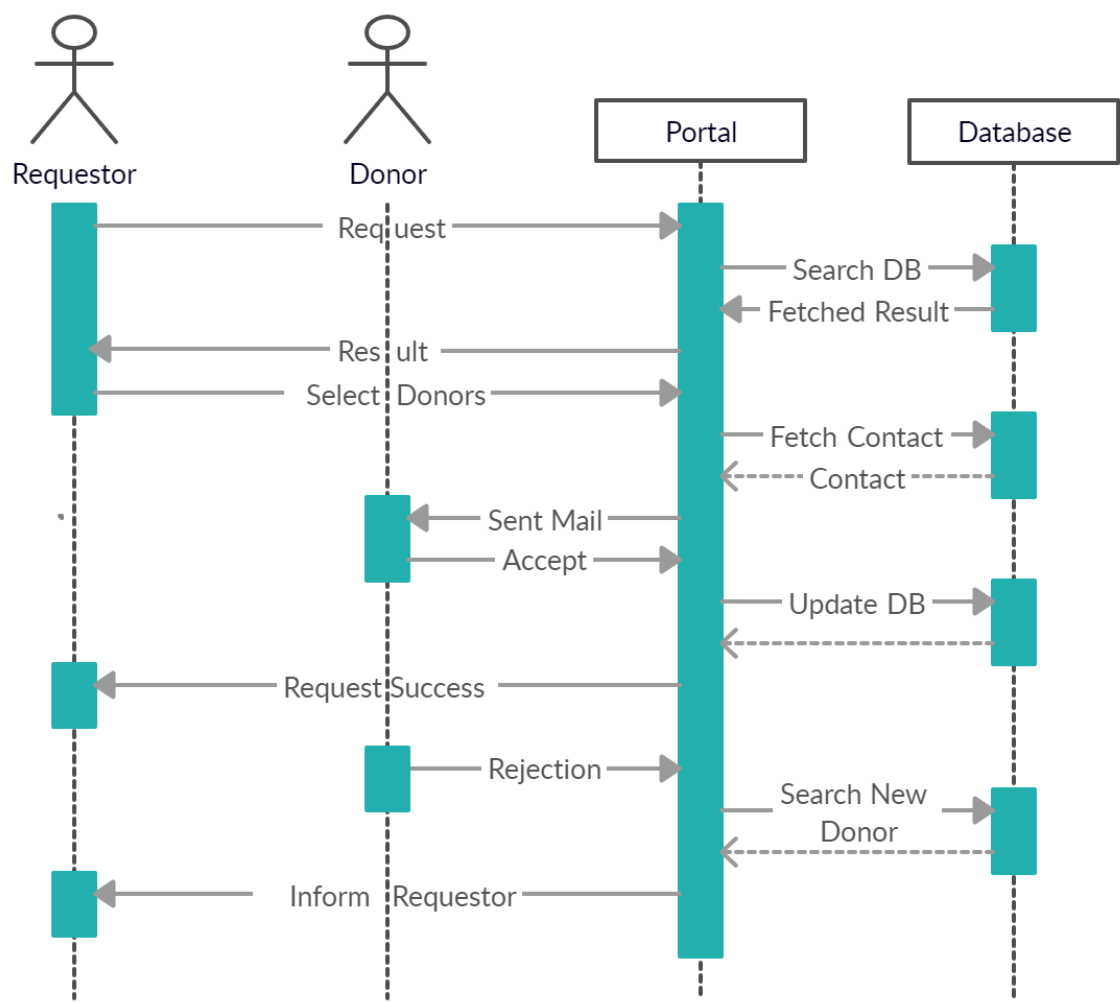 Portal
Database
Requestor
Donor
Request
Search DB
Fetched Result
Result
Select Donors
Fetch Contact
Contact
Sent Mail
Accept
Update DB
Request Success
Rejection
Search New
Donor
Inform Requestor